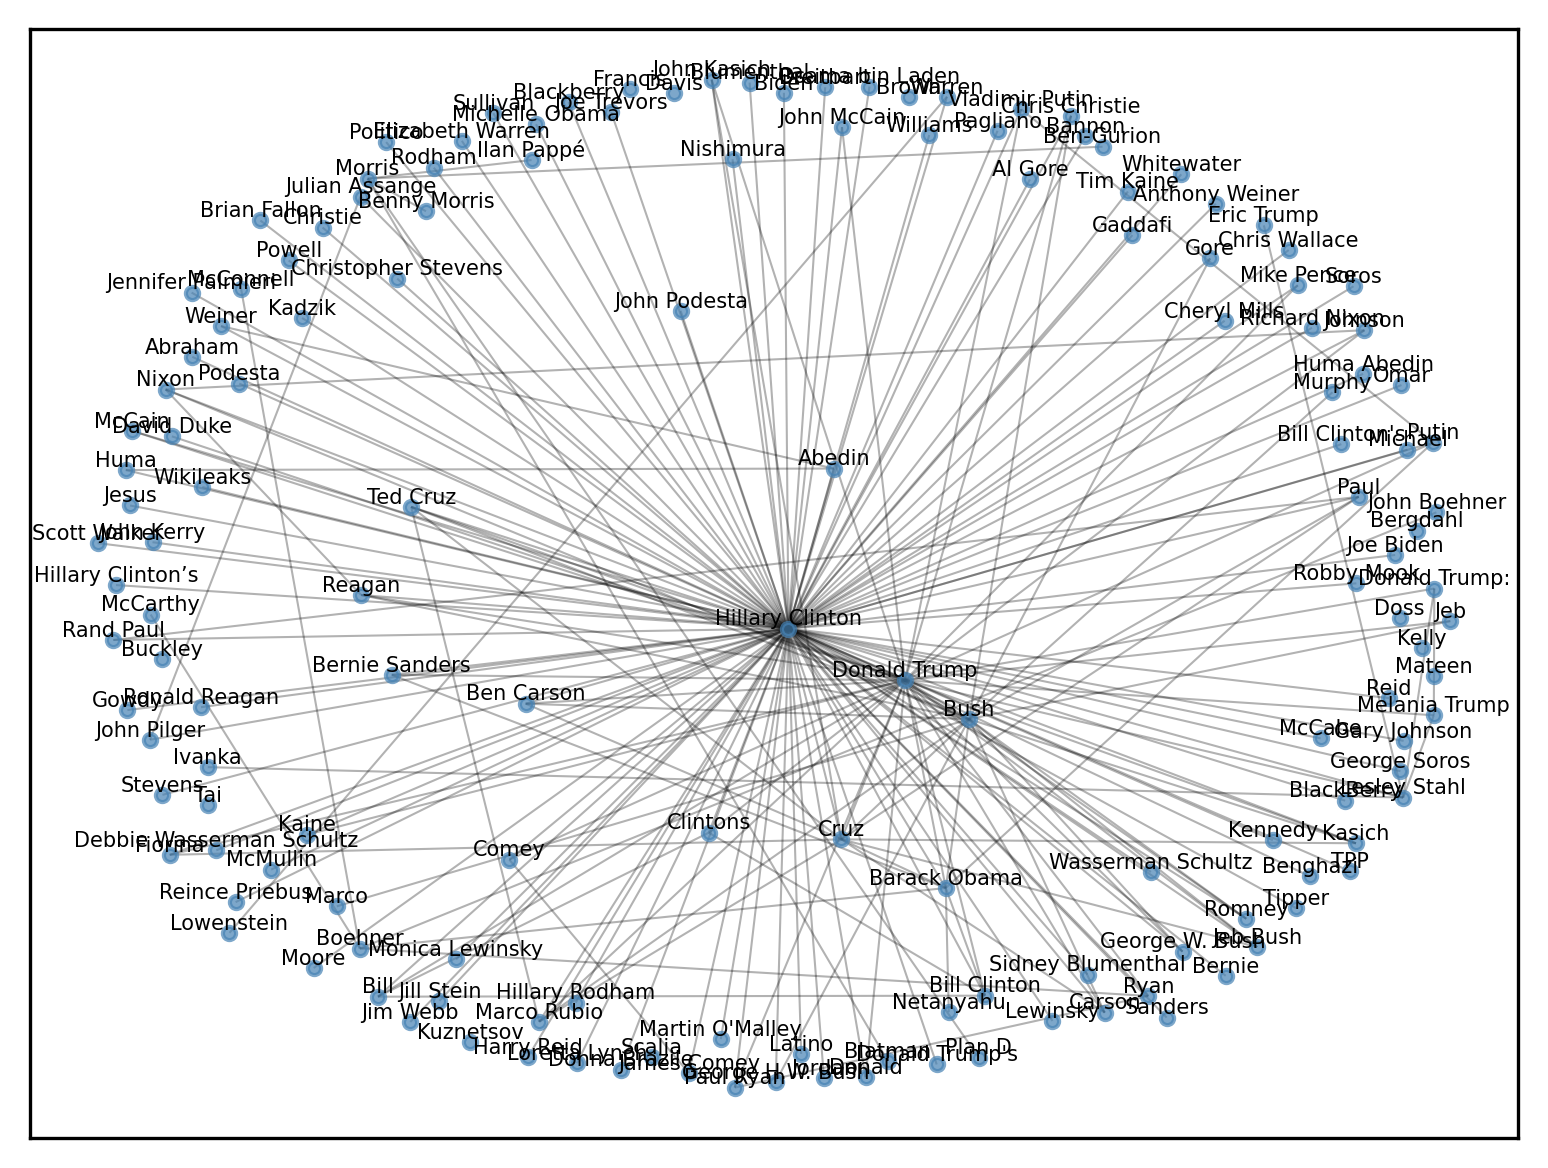 John Kasich
Blumenthal
Osama bin Laden
Breitbart
Francis
Davis
Biden
Brown
Warren
Blackberry
Vladimir Putin
Sullivan
Joe Trevors
Chris Christie
Michelle Obama
John McCain
Williams
Pagliano
Bannon
Politico
Elizabeth Warren
Ben-Gurion
Ilan Pappé
Nishimura
Rodham
Whitewater
Morris
Al Gore
Tim Kaine
Julian Assange
Anthony Weiner
Benny Morris
Brian Fallon
Christie
Eric Trump
Gaddafi
Powell
Gore
Chris Wallace
Christopher Stevens
Jennifer Palmieri
McConnell
Mike Pence
Soros
Kadzik
John Podesta
Cheryl Mills
Weiner
Richard Nixon
Johnson
Abraham
Huma Abedin
Nixon
Podesta
Murphy
Omar
McCain
David Duke
Bill Clinton's
Putin
Michael
Huma
Abedin
Wikileaks
Paul
Jesus
Ted Cruz
John Boehner
Bergdahl
Scott Walker
John Kerry
Joe Biden
Hillary Clinton’s
Robby Mook
Donald Trump:
Reagan
McCarthy
Doss
Jeb
Rand Paul
Hillary Clinton
Kelly
Buckley
Bernie Sanders
Donald Trump
Mateen
Gowdy
Ronald Reagan
Ben Carson
Reid
Bush
Melania Trump
John Pilger
McCabe
Gary Johnson
Ivanka
George Soros
Stevens
Tai
BlackBerry
Lesley Stahl
Kaine
Clintons
Cruz
Kennedy
Kasich
Debbie Wasserman Schultz
Fiorina
McMullin
Comey
Wasserman Schultz
Benghazi
TPP
Barack Obama
Reince Priebus
Marco
Tipper
Lowenstein
Romney
Boehner
Jeb Bush
Monica Lewinsky
George W. Bush
Moore
Sidney Blumenthal
Bernie
Bill
Jill Stein
Hillary Rodham
Bill Clinton
Ryan
Jim Webb
Marco Rubio
Netanyahu
Lewinsky
Carson
Sanders
Kuznetsov
Martin O'Malley
Harry Reid
Loretta Lynch
Scalia
Latino
Blatman
Donald Trump's
Plan D
Donna Brazile
James Comey
George H.W. Bush
Jordan
Donald
Paul Ryan